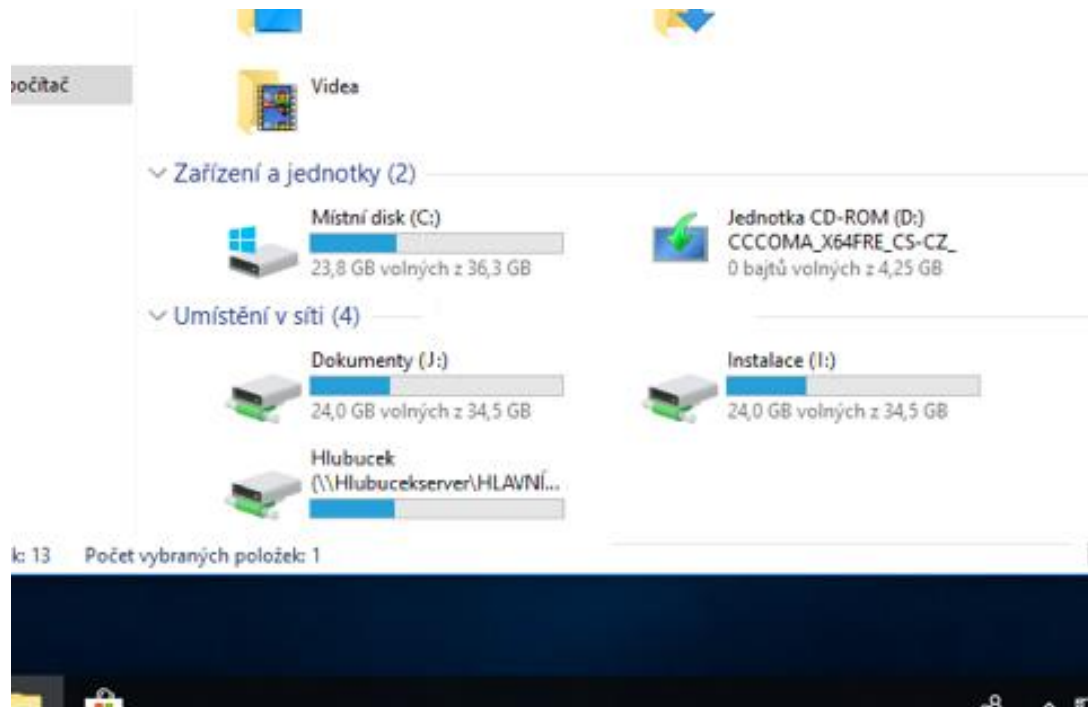 počítač
Videa
Zařízení a jednotky (2)
Místní disk (C:)
23,8 GB volných z 36,3 GB
Jednotka CD-ROM (D:)
CCCOMA_X64FRE_CS-CZ_
0 bajtů volných z 4,25 GB
Umístění v síti (4)
Dokumenty (J:)
24,0 GB volných z 34,5 GB
Instalace (I:)
24,0 GB volných z 34,5 GB
Hlubucek
(\\Hlubucekserver\HLAVNÍ...
k: 13 Počet vybraných položek: 1